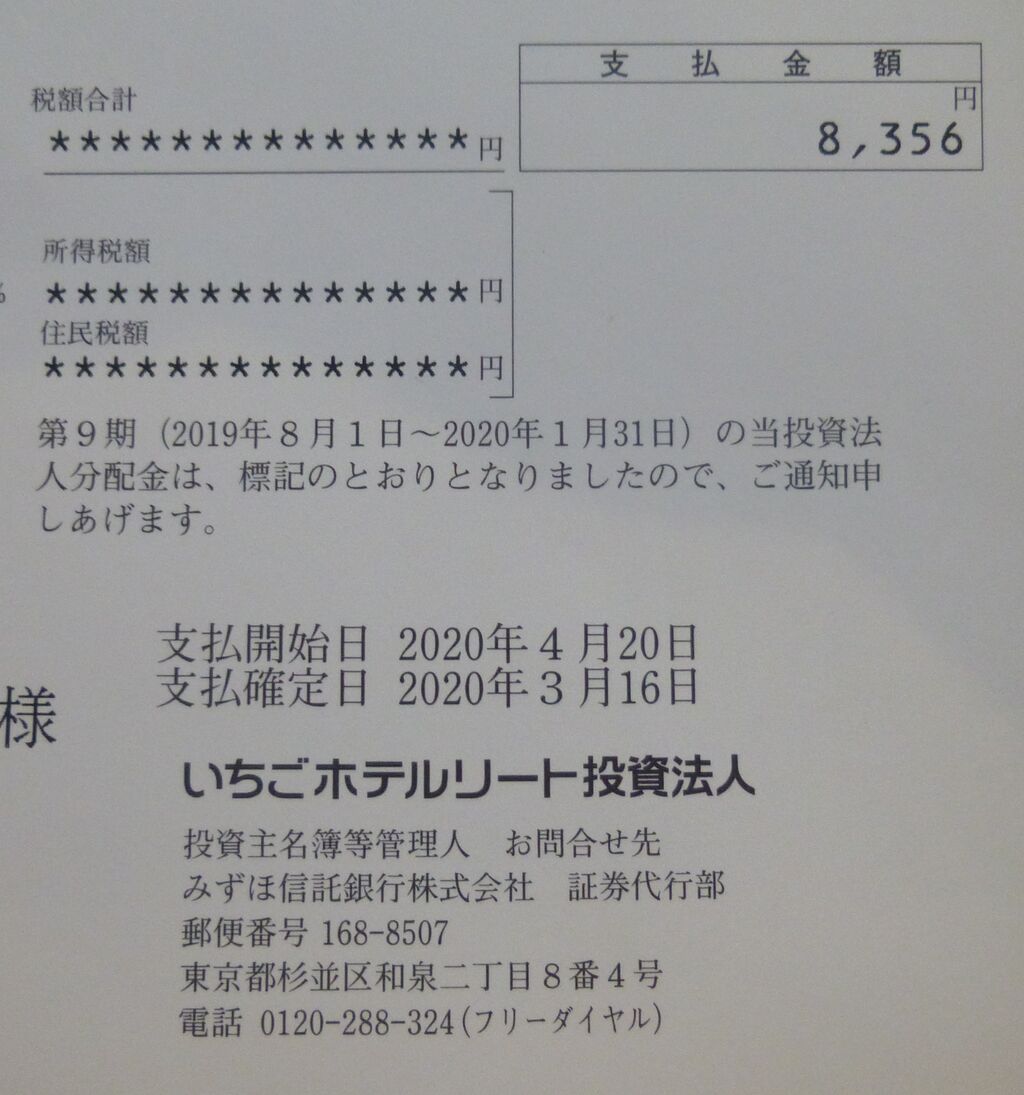 支払金額
円
8,356
税額合計
**************円
所得税額
% **************円
住民税額
**************円
第９期（2019年８月１日～2020年１月31日）の当投資法
人分配金は、標記のとおりとなりましたので、ご通知申
しあげます。
支払開始日 2020年４月20日
支払確定日 2020年３月16日
様
いちごホテルリート投資法人
投資主名簿等管理人　お問合せ先
みずほ信託銀行株式会社　証券代行部
郵便番号 168-8507
東京都杉並区和泉二丁目８番４号
電話 0120-288-324(フリーダイヤル)